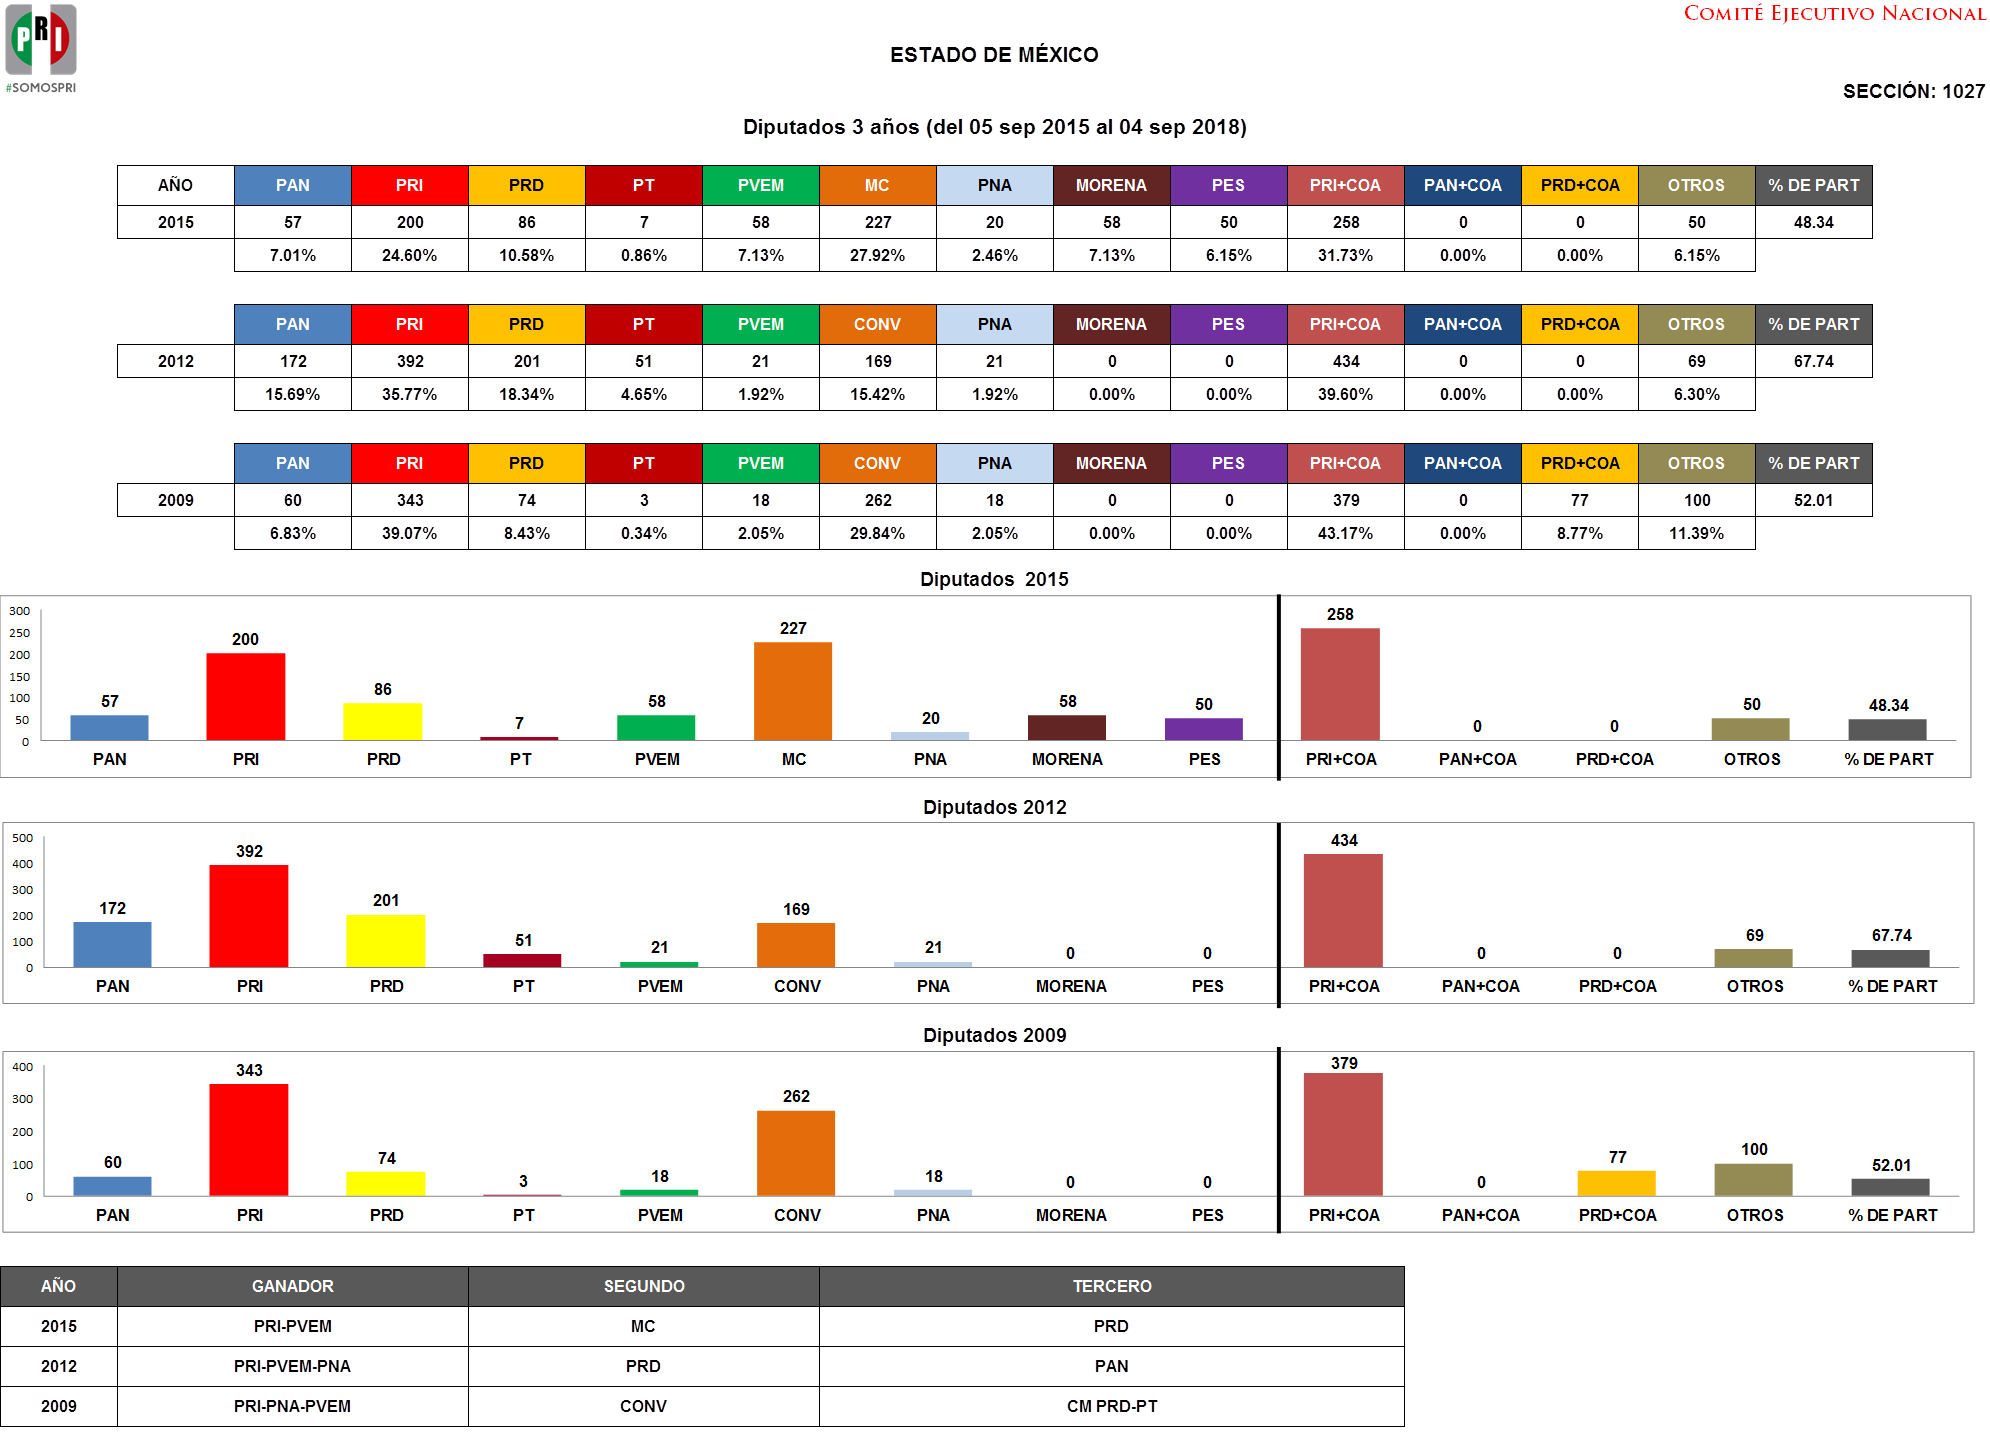 PRI
#SOMOSPRI
COMITÉ EJECUTIVO NACIONAL
ESTADO DE MÉXICO
SECCIÓN: 1027
Diputados 3 años (del 05 sep 2015 al 04 sep 2018)
AÑO PAN PRI PRD PT PVEM MC PNA MORENA PES PRI+COA PAN+COA PRD+COA OTROS % DE PART
2015 57 200 86 7 58 227 20 58 50 258 0 0 50 48.34
7.01% 24.60% 10.58% 0.86% 7.13% 27.92% 2.46% 7.13% 6.15% 31.73% 0.00% 0.00% 6.15%
PAN PRI PRD PT PVEM CONV PNA MORENA PES PRI+COA PAN+COA PRD+COA OTROS % DE PART
2012 172 392 201 51 21 169 21 0 0 434 0 0 69 67.74
15.69% 35.77% 18.34% 4.65% 1.92% 15.42% 1.92% 0.00% 0.00% 39.60% 0.00% 0.00% 6.30%
PAN PRI PRD PT PVEM CONV PNA MORENA PES PRI+COA PAN+COA PRD+COA OTROS % DE PART
2009 60 343 74 3 18 262 18 0 0 379 0 77 100 52.01
6.83% 39.07% 8.43% 0.34% 2.05% 29.84% 2.05% 0.00% 0.00% 43.17% 0.00% 8.77% 11.39%
Diputados 2015
300
250
200
150
100
50
0
57 200 86 7 58 227 20 58 50 258 0 0 50 48.34
PAN PRI PRD PT PVEM MC PNA MORENA PES PRI+COA PAN+COA PRD+COA OTROS % DE PART
Diputados 2012
500
400
300
200
100
0
172 392 201 51 21 169 21 0 0 434 0 0 69 67.74
PAN PRI PRD PT PVEM CONV PNA MORENA PES PRI+COA PAN+COA PRD+COA OTROS % DE PART
Diputados 2009
400
300
200
100
0
60 343 74 3 18 262 18 0 0 379 0 77 100 52.01
PAN PRI PRD PT PVEM CONV PNA MORENA PES PRI+COA PAN+COA PRD+COA OTROS % DE PART
AÑO GANADOR SEGUNDO TERCERO
2015 PRI-PVEM MC PRD
2012 PRI-PVEM-PNA PRD PAN
2009 PRI-PNA-PVEM CONV CM PRD-PT